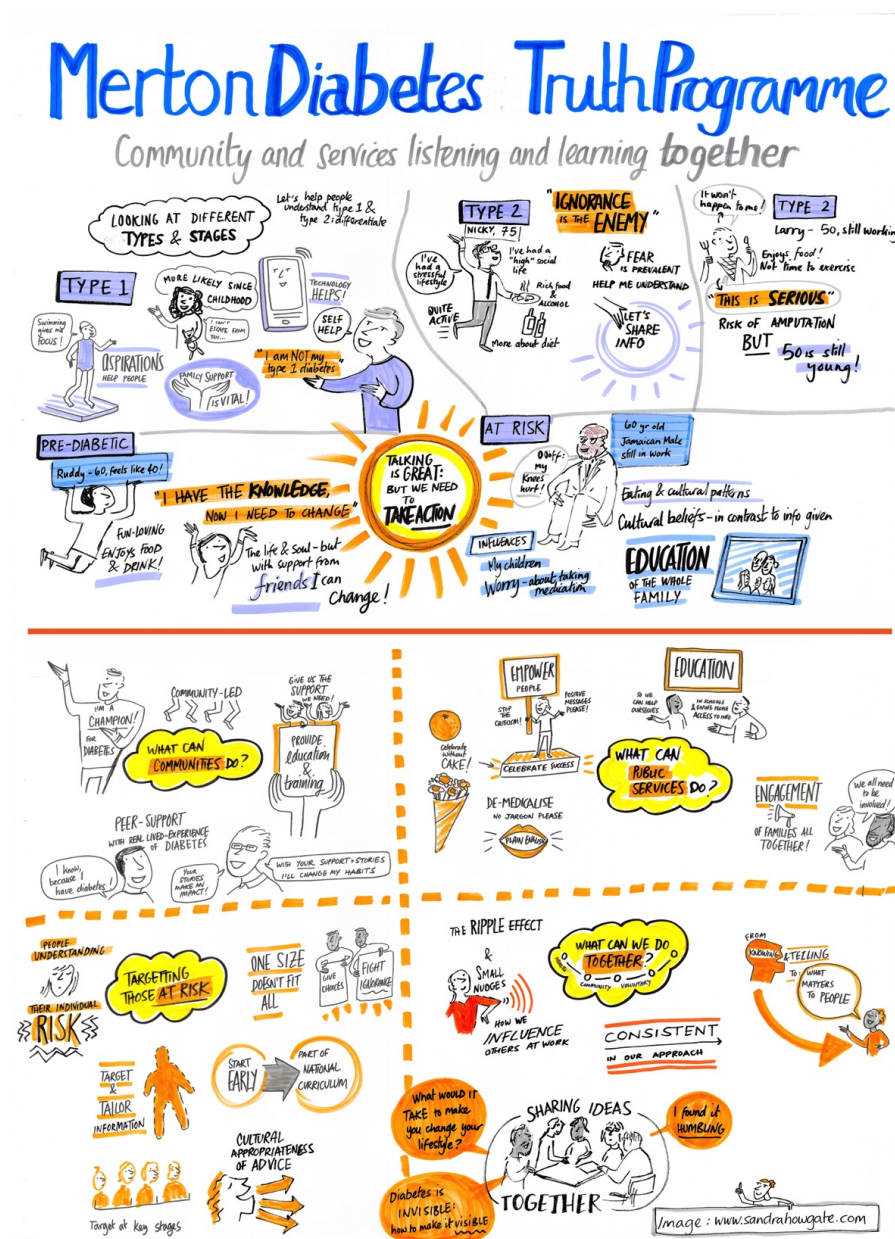 Merton Diabetes Truth Programme
Community and services listening and learning together
LOOKING AT DIFFERENT
TYPES & STAGES
Let's help people
understand type 1 &
type 2: differentiate
TYPE 1
Swimming
gives me
FOCUS!
ASPIRATIONS
HELP PEOPLE
MORE LIKELY SINCE
CHILDHOOD
I can't
ESCAPE FROM
THIS...
FAMILY SUPPORT
IS VITAL!
TECHNOLOGY
HELPS!
SELF
HELP
"I am NOT my
type 1 diabetes"
TYPE 2
NICKY, 75
I've
had a
stressful
lifestyle
I've had a
"high" social
life
Rich food
&
ALCOHOL
QUITE
ACTIVE
More about diet
"IGNORANCE
IS THE ENEMY"
FEAR
IS PREVALENT
HELP ME UNDERSTAND
LET'S
SHARE
INFO
It won't
happen to me!
TYPE 2
Larry - 50, still workin
Enjoys food!
Not time to exercise
"THIS IS SERIOUS"
RISK OF AMPUTATION
BUT
50 is still
young!
PRE-DIABETIC
Ruddy - 60, feels like 40!
FUN-LOVING
ENJOYS FOOD
& DRINK!
"I HAVE THE KNOWLEDGE,
NOW I NEED TO CHANGE"
The life & soul - but
with support from
friends I can
change!
TALKING
IS GREAT:
BUT WE NEED
TO
TAKE ACTION
AT RISK
60 yr old
Jamaican Male
still in work
my
knees
hurt!
Eating & cultural patterns
Cultural beliefs - in contrast to info given
INFLUENCES
My children
Worry - about taking
medication
EDUCATION
OF THE WHOLE
FAMILY
I'M A
CHAMPION!
FOR
DIABETES
COMMUNITY-LED
WHAT CAN
COMMUNITIES DO?
GIVE US THE
SUPPORT
WE NEED!
PROVIDE
education
&
training
PEER-SUPPORT
WITH REAL LIVED-EXPERIENCE
OF DIABETES
I know,
because I
have diabetes!
YOUR
STORIES
MAKE AN
IMPACT!
WITH YOUR SUPPORT + STORIES
I'LL CHANGE MY HABITS
EMPOWER
PEOPLE
STOP
THE
CRITICISM!
POSITIVE
MESSAGES
PLEASE!
Celebrate
without
CAKE!
CELEBRATE SUCCESS
DE-MEDICALISE
NO JARGON PLEASE
PLAIN ENGLISH
EDUCATION
SO WE
CAN HELP
OURSELVES
IN SCHOOLS
& GIVING MORE
ACCESS TO INFO
WHAT CAN
PUBLIC
SERVICES DO?
ENGAGEMENT
OF FAMILIES ALL
TOGETHER!
We all need
to be
involved!
PEOPLE
UNDERSTANDING
THEIR INDIVIDUAL
RISK
TARGETTING
THOSE AT RISK
ONE SIZE
DOESN'T FIT
ALL
GIVE
CHOICES
FIGHT
IGNORANCE
TARGET
&
TAILOR
INFORMATION
START
EARLY
PART OF
NATIONAL
CURRICULUM
Target at key stages
CULTURAL
APPROPRIATENESS
OF ADVICE
THE RIPPLE EFFECT
&
SMALL
NUDGES
HOW WE
INFLUENCE
OTHERS AT WORK
WHAT CAN WE DO
TOGETHER?
COMMUNITY
VOLUNTARY
CONSISTENT
IN OUR APPROACH
FROM
KNOWING & TELLING
TO:
WHAT
MATTERS
TO PEOPLE
What would it
TAKE to make
you change your
lifestyle?
SHARING IDEAS
TOGETHER
I found it
HUMBLING
Diabetes is
INVISIBLE:
how to make it visible
Image: www.sandrahowgate.com